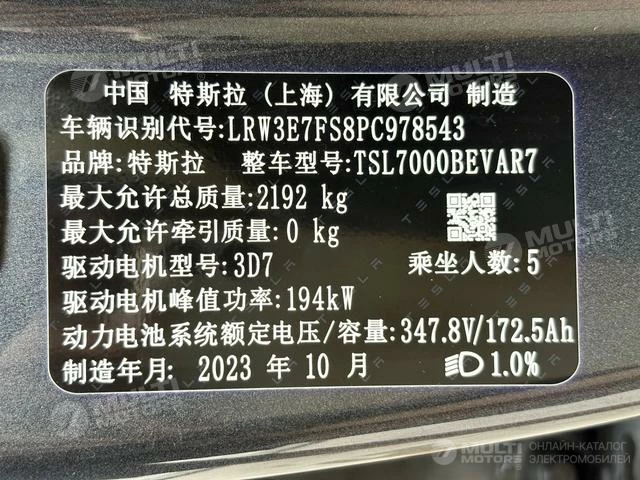 中国 特斯拉 (上海) 有限公司 制造
车辆识别代号:LRW3E7FS8PC978543
品牌:特斯拉 整车型号:TSL7000BEVAR7
最大允许总质量:2192 kg
最大允许牵引质量:0 kg
驱动电机型号:3D7 乘坐人数:5
驱动电机峰值功率:194kW
动力电池系统额定电压/容量:347.8V/172.5Ah
制造年月: 2023 年 10 月 1.0%
MULTI MOTORS
ОНЛАЙН-КАТАЛОГ
ЭЛЕКТРОМОБИЛЕЙ